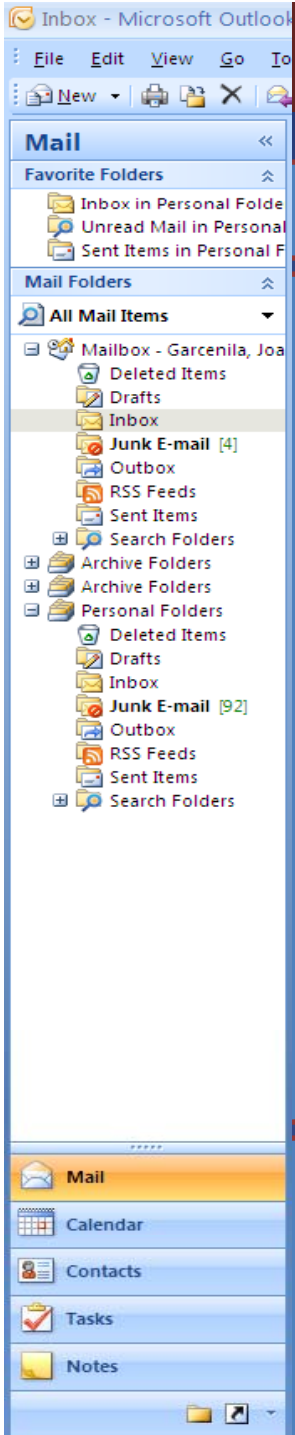 Inbox - Microsoft Outlook
File Edit View Go To
New
Mail
Favorite Folders
Inbox in Personal Folde
Unread Mail in Personal
Sent Items in Personal F
Mail Folders
All Mail Items
Mailbox - Garcenila, Joa
Deleted Items
Drafts
Inbox
Junk E-mail [4]
Outbox
RSS Feeds
Sent Items
Search Folders
Archive Folders
Archive Folders
Personal Folders
Deleted Items
Drafts
Inbox
Junk E-mail [92]
Outbox
RSS Feeds
Sent Items
Search Folders
Mail
Calendar
Contacts
Tasks
Notes